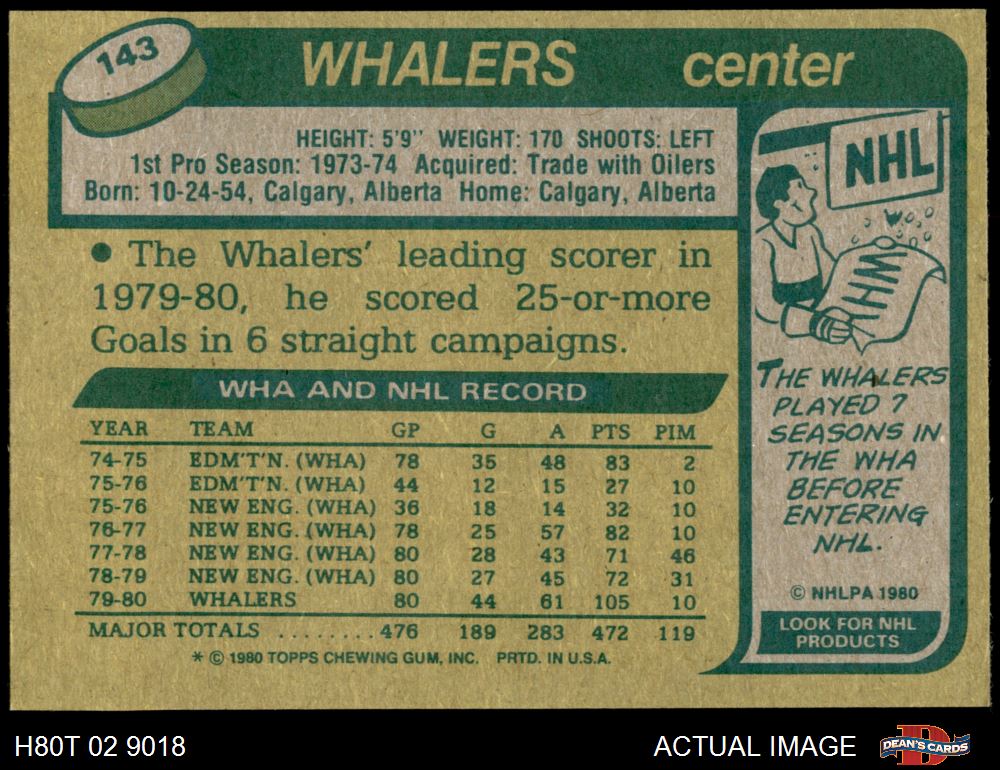 143
WHALERS center
HEIGHT: 5'9" WEIGHT: 170 SHOOTS: LEFT
1st Pro Season: 1973-74 Acquired: Trade with Oilers
Born: 10-24-54, Calgary, Alberta Home: Calgary, Alberta
● The Whalers' leading scorer in
1979-80, he scored 25-or-more
Goals in 6 straight campaigns.
WHA AND NHL RECORD
YEAR TEAM GP G A PTS PIM
74-75 EDM'T'N. (WHA) 78 35 48 83 2
75-76 EDM'T'N. (WHA) 44 12 15 27 10
75-76 NEW ENG. (WHA) 36 18 14 32 10
76-77 NEW ENG. (WHA) 78 25 57 82 10
77-78 NEW ENG. (WHA) 80 28 43 71 46
78-79 NEW ENG. (WHA) 80 27 45 72 31
79-80 WHALERS 80 44 61 105 10
MAJOR TOTALS ........ 476 189 283 472 119
* © 1980 TOPPS CHEWING GUM, INC. PRTD. IN U.S.A.
NHL
WHA
THE WHALERS
PLAYED 7
SEASONS IN
THE WHA
BEFORE
ENTERING
NHL.
© NHLPA 1980
LOOK FOR NHL
PRODUCTS
H80T 02 9018
ACTUAL IMAGE
D
DEAN'S CARDS